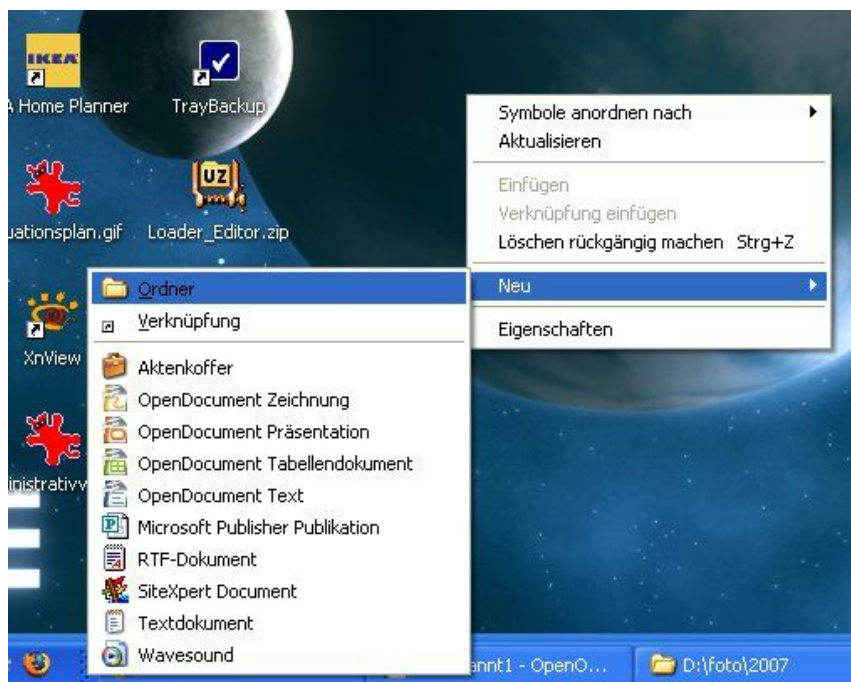 IKEA
A Home Planner
TrayBackup
UZ
uationsplan.gif
Loader_Editor.zip
XnView
inistrativv
Symbole anordnen nach
Aktualisieren
Einfügen
Verknüpfung einfügen
Löschen rückgängig machen Strg+Z
Neu
Eigenschaften
Ordner
Verknüpfung
Aktenkoffer
OpenDocument Zeichnung
OpenDocument Präsentation
OpenDocument Tabellendokument
OpenDocument Text
Microsoft Publisher Publikation
RTF-Dokument
SiteXpert Document
Textdokument
Wavesound
annt1 - OpenO...
D:\foto\2007